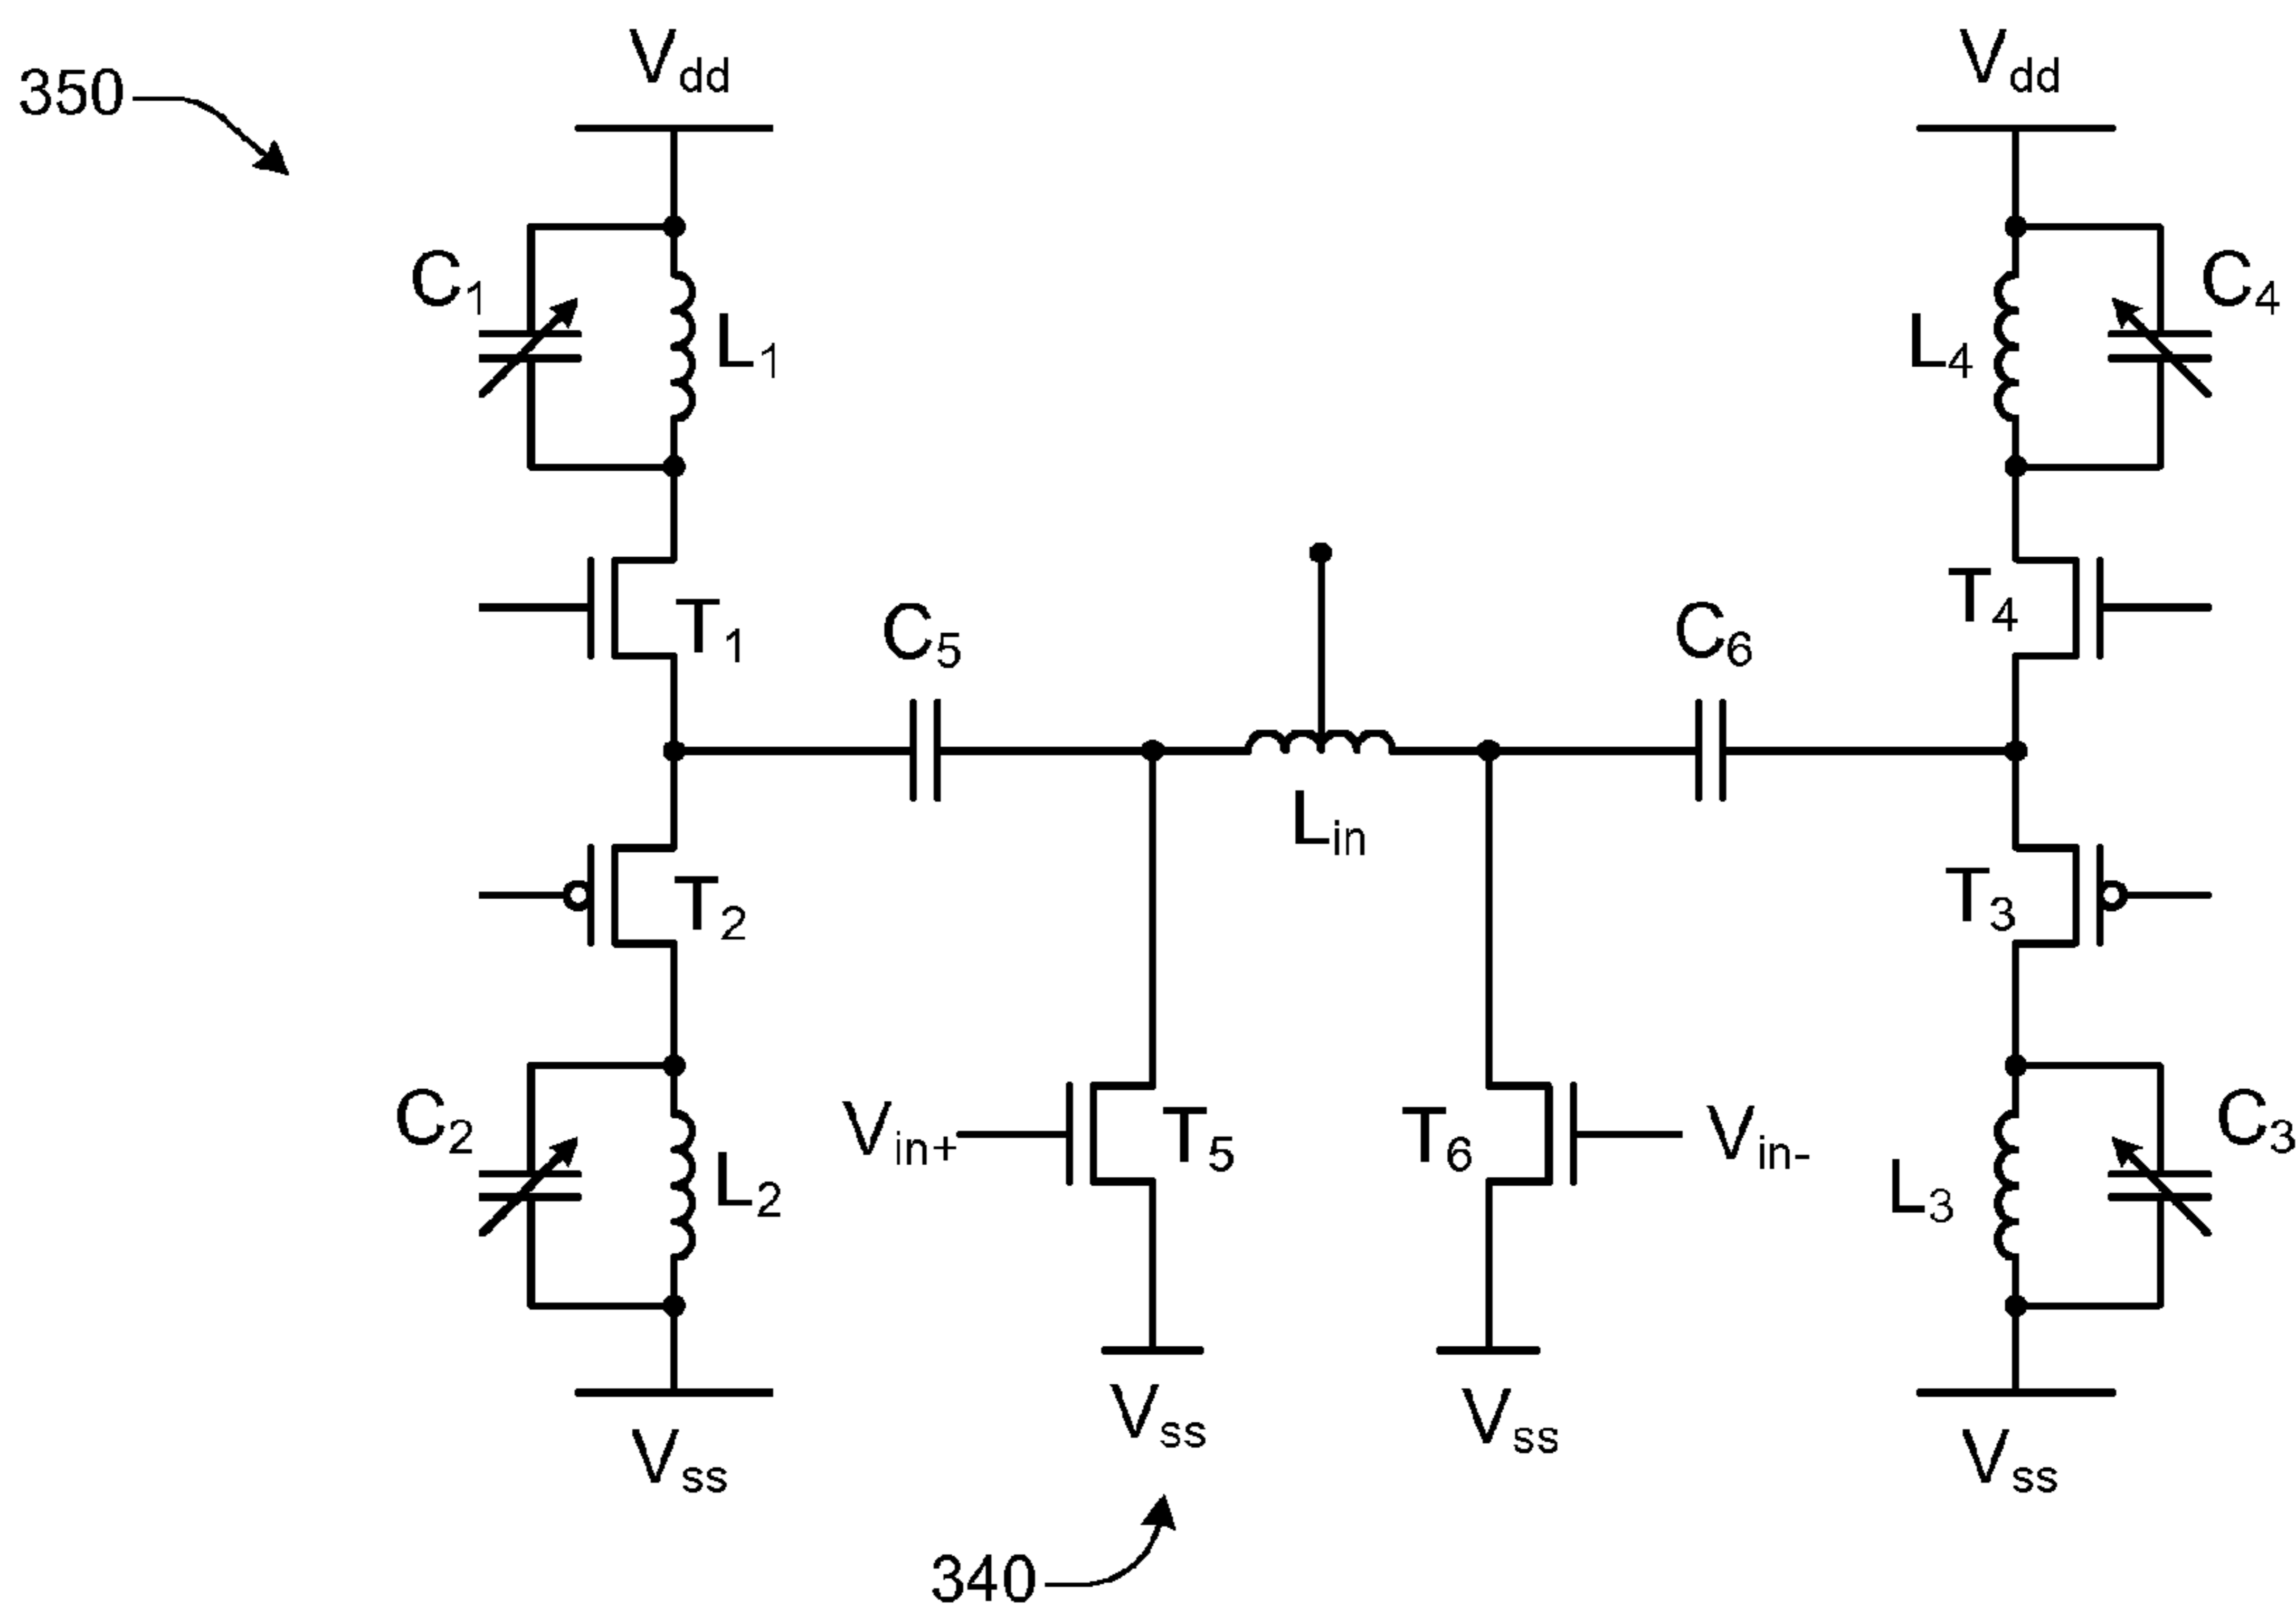 350
Vdd
Vdd
C1
L1
L4
C4
T1
C5
C6
T4
Lin
T2
T3
C2
L2
Vin+
T5
T6
Vin-
L3
C3
Vss
Vss
Vss
Vss
340